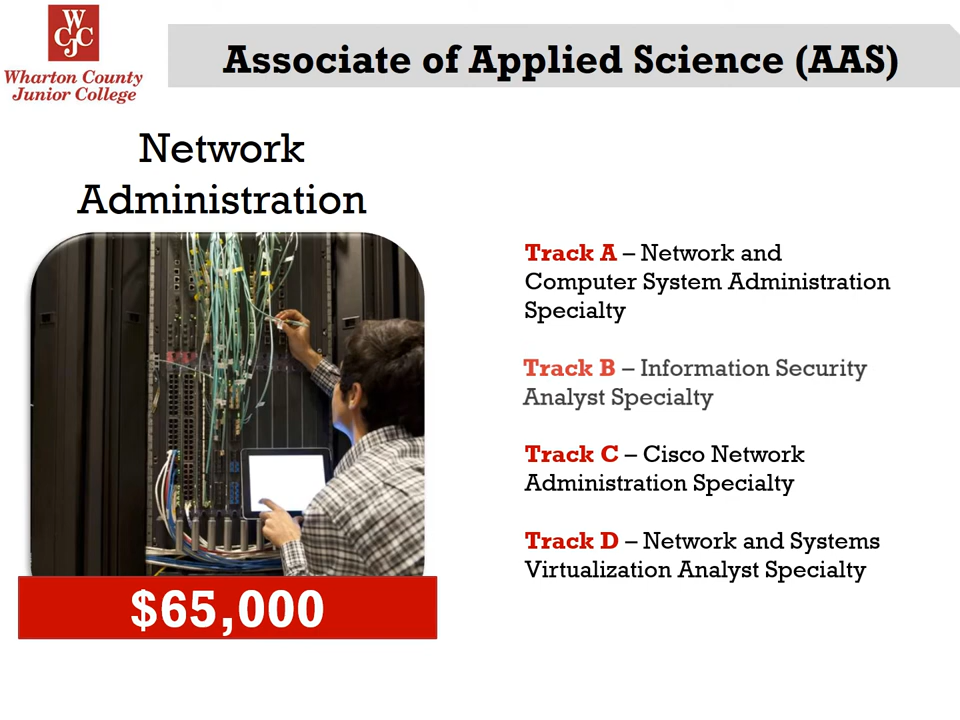 W
CJC
Wharton County
Junior College
Associate of Applied Science (AAS)
Network
Administration
$65,000
Track A – Network and
Computer System Administration
Specialty
Track B – Information Security
Analyst Specialty
Track C – Cisco Network
Administration Specialty
Track D – Network and Systems
Virtualization Analyst Specialty